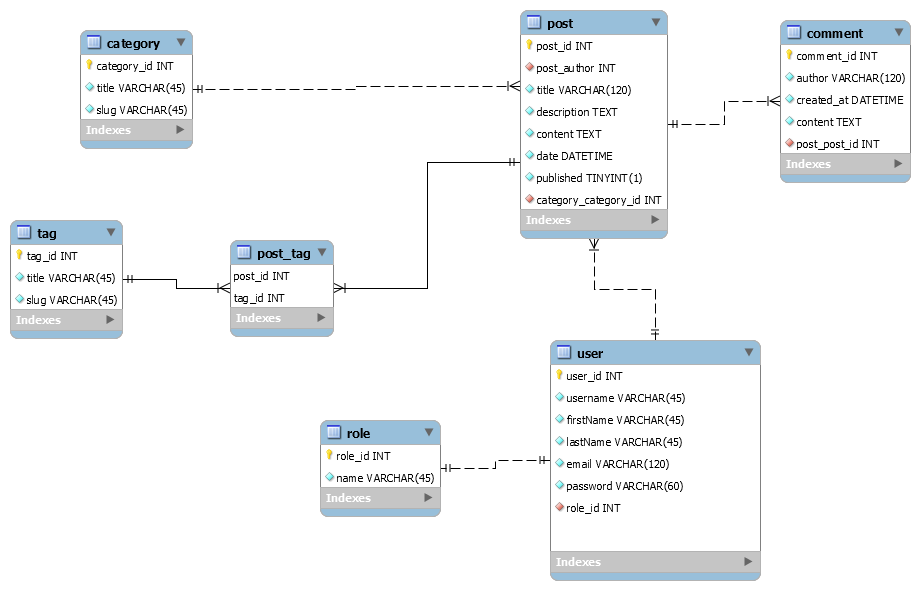 category
category_id INT
title VARCHAR(45)
slug VARCHAR(45)
Indexes
post
post_id INT
post_author INT
title VARCHAR(120)
description TEXT
content TEXT
date DATETIME
published TINYINT(1)
category_category_id INT
Indexes
comment
comment_id INT
author VARCHAR(120)
created_at DATETIME
content TEXT
post_post_id INT
Indexes
tag
tag_id INT
title VARCHAR(45)
slug VARCHAR(45)
Indexes
post_tag
post_id INT
tag_id INT
Indexes
role
role_id INT
name VARCHAR(45)
Indexes
user
user_id INT
username VARCHAR(45)
firstName VARCHAR(45)
lastName VARCHAR(45)
email VARCHAR(120)
password VARCHAR(60)
role_id INT
Indexes